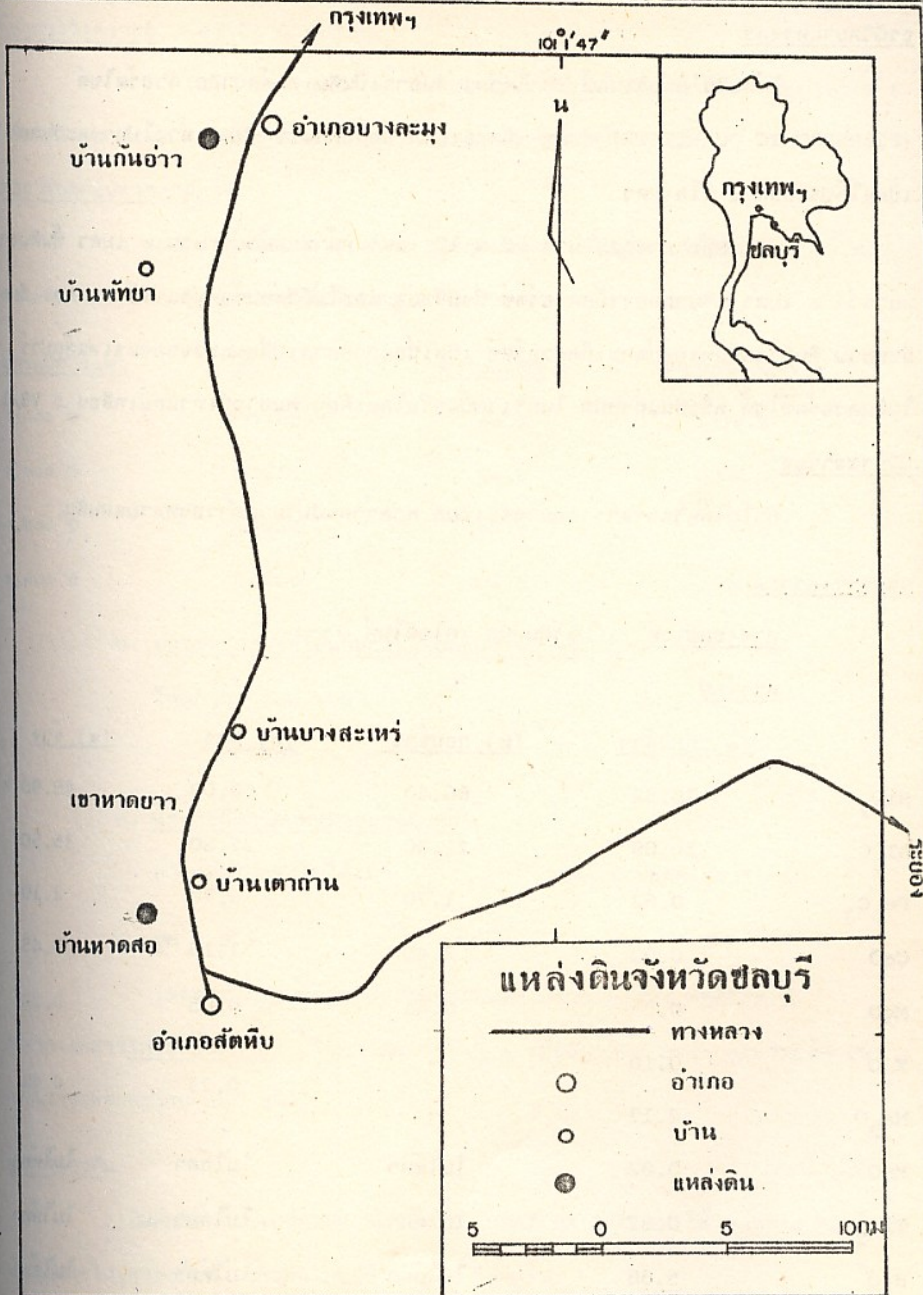 กรุงเทพฯ
101° 1' 47"
น
อำเภอบางละมุง
บ้านกันอ่าว
กรุงเทพฯ
ชลบุรี
บ้านพัทยา
บ้านบางสะเหร่
เขาหาดยาว
ระยอง
บ้านเตาถ่าน
บ้านหาดสอ
อำเภอสัตหีบ
แหล่งดินจังหวัดชลบุรี
ทางหลวง
อำเภอ
บ้าน
แหล่งดิน
5 0 5 10กม